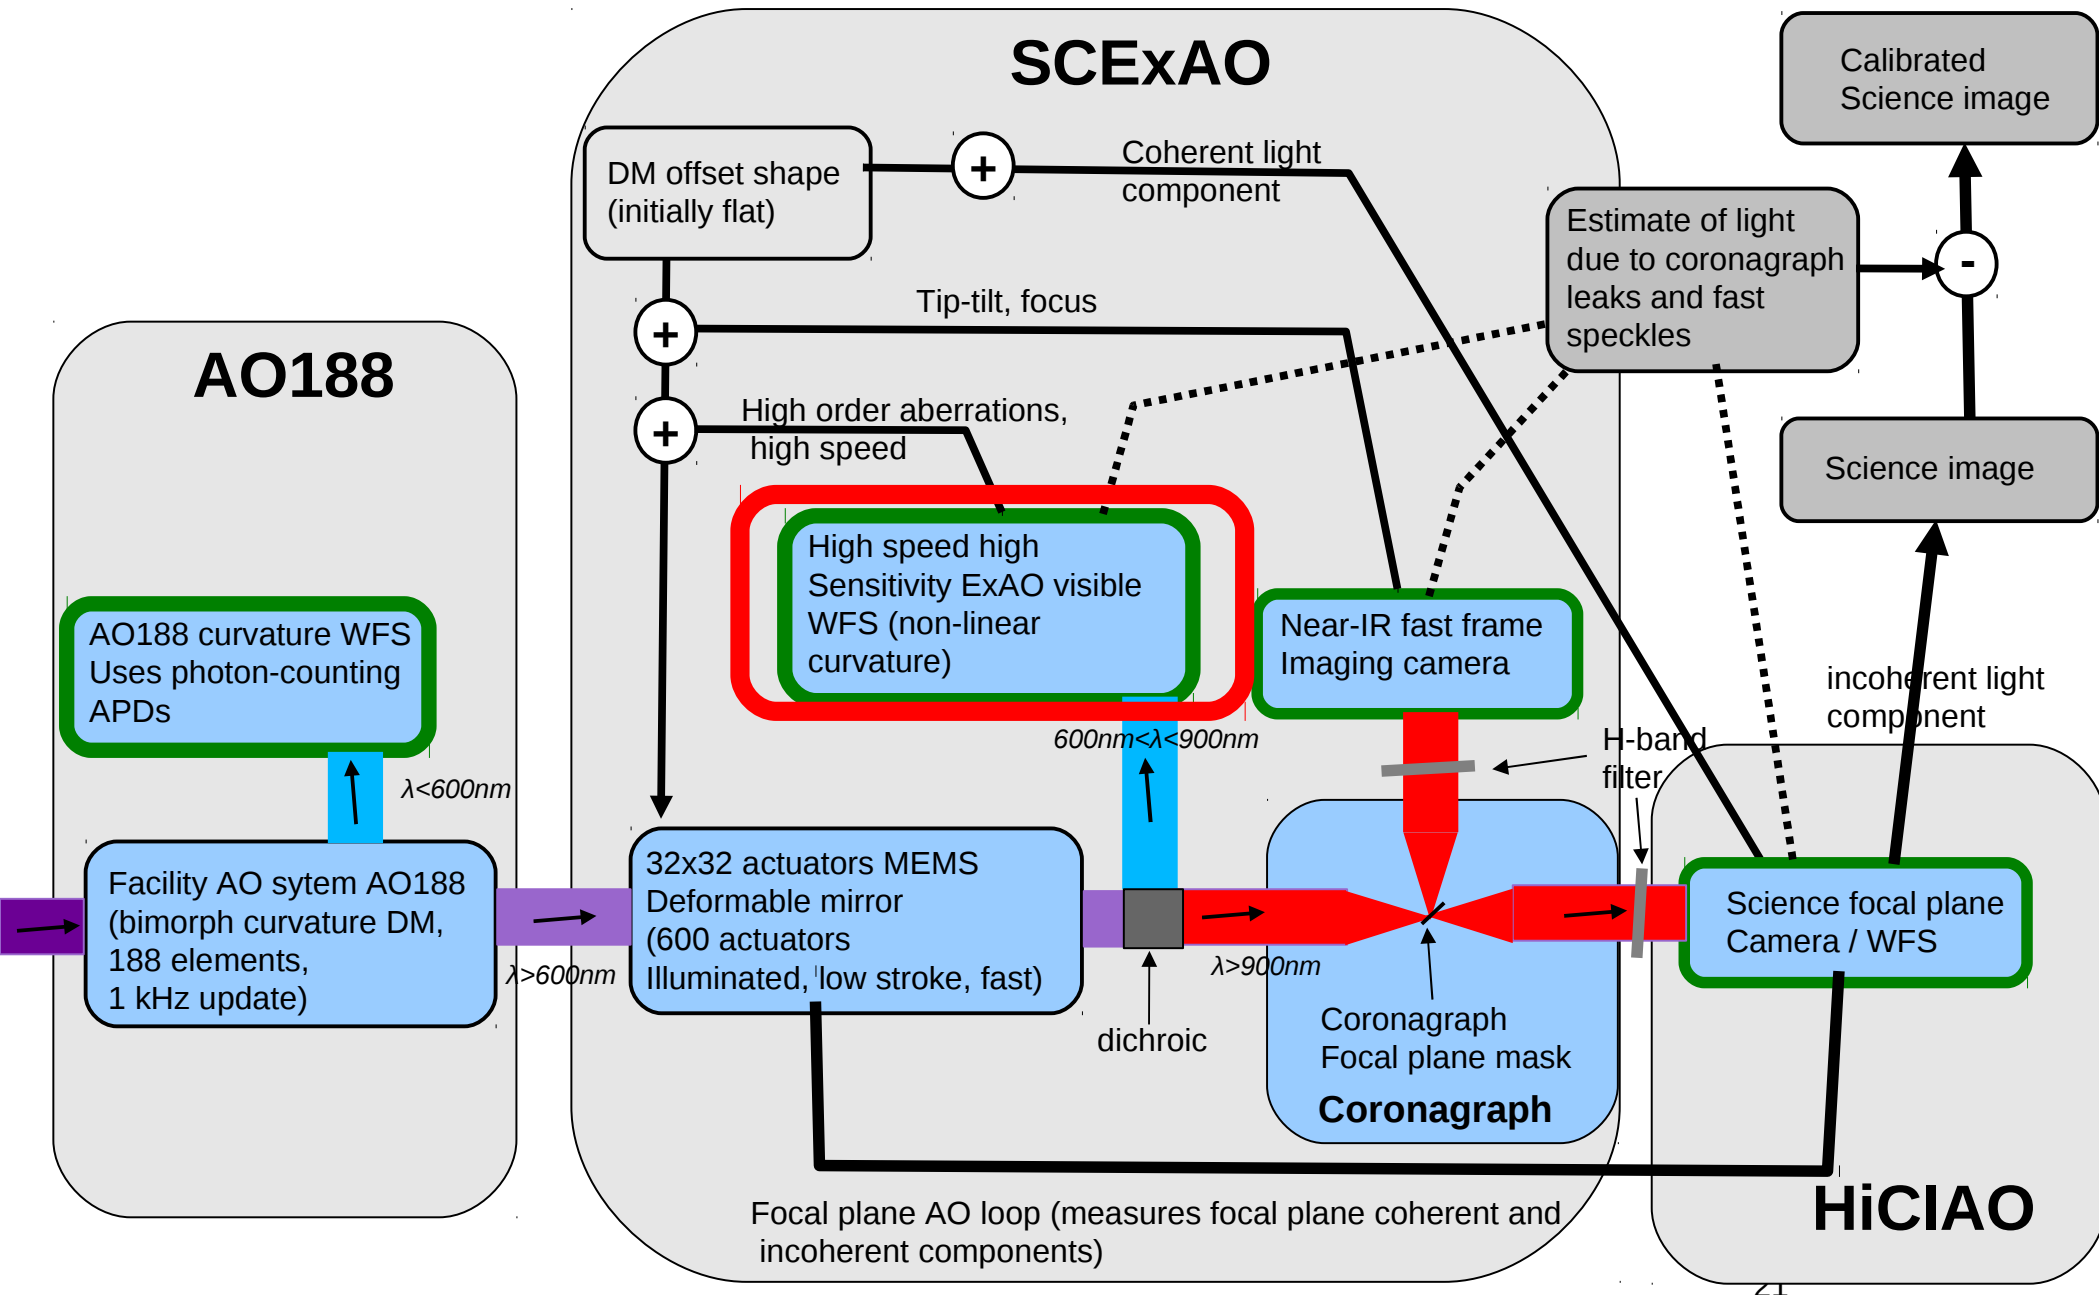 SCExAO
Calibrated
Science image
DM offset shape
(initially flat)
+
Coherent light
component
Estimate of light
due to coronagraph
leaks and fast
speckles
-
Tip-tilt, focus
+
AO188
High order aberrations,
high speed
+
Science image
High speed high
Sensitivity ExAO visible
WFS (non-linear
curvature)
Near-IR fast frame
Imaging camera
AO188 curvature WFS
Uses photon-counting
APDs
incoherent light
component
600nm<λ<900nm
H-band
filter
λ<600nm
Facility AO sytem AO188
(bimorph curvature DM,
188 elements,
1 kHz update)
λ>600nm
32x32 actuators MEMS
Deformable mirror
(600 actuators
Illuminated, low stroke, fast)
λ>900nm
dichroic
Science focal plane
Camera / WFS
Coronagraph
Focal plane mask
Coronagraph
HiCIAO
Focal plane AO loop (measures focal plane coherent and
incoherent components)